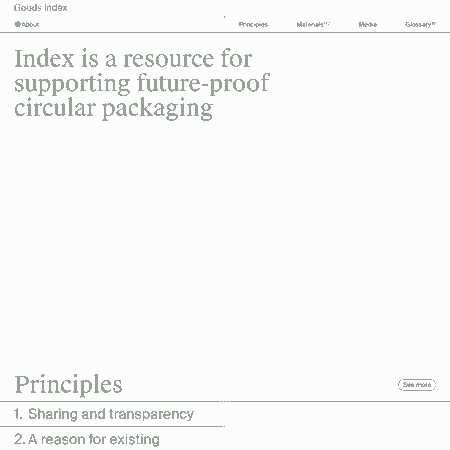 Goods Index
About
Principles
Materials
Media
Glossary
Index is a resource for
supporting future-proof
circular packaging
Principles
See more
1. Sharing and transparency
2. A reason for existing